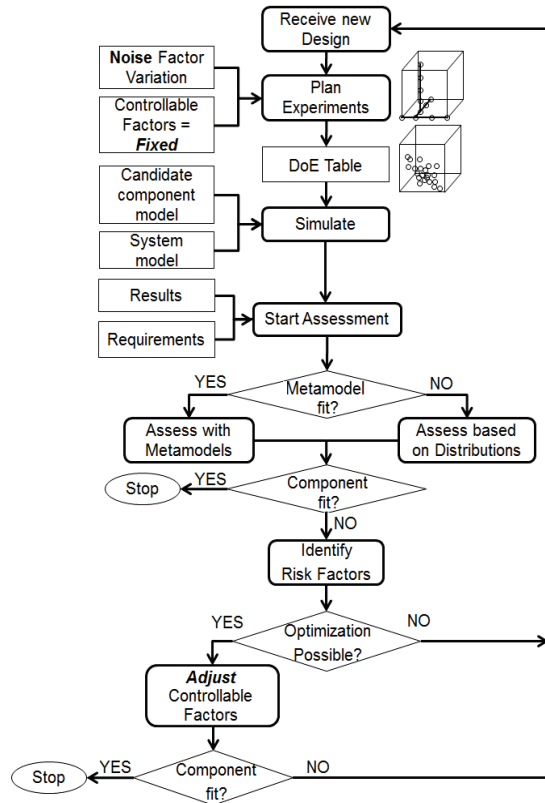 Receive new
Design
Noise Factor
Variation
Plan
Experiments
Controllable
Factors =
Fixed
DoE Table
Candidate
component
model
Simulate
System
model
Results
Start Assessment
Requirements
YES
Metamodel
fit?
NO
Assess with
Metamodels
Assess based
on Distributions
Stop
YES
Component
fit?
NO
Identify
Risk Factors
YES
Optimization
Possible?
NO
Adjust
Controllable
Factors
Stop
YES
Component
fit?
NO